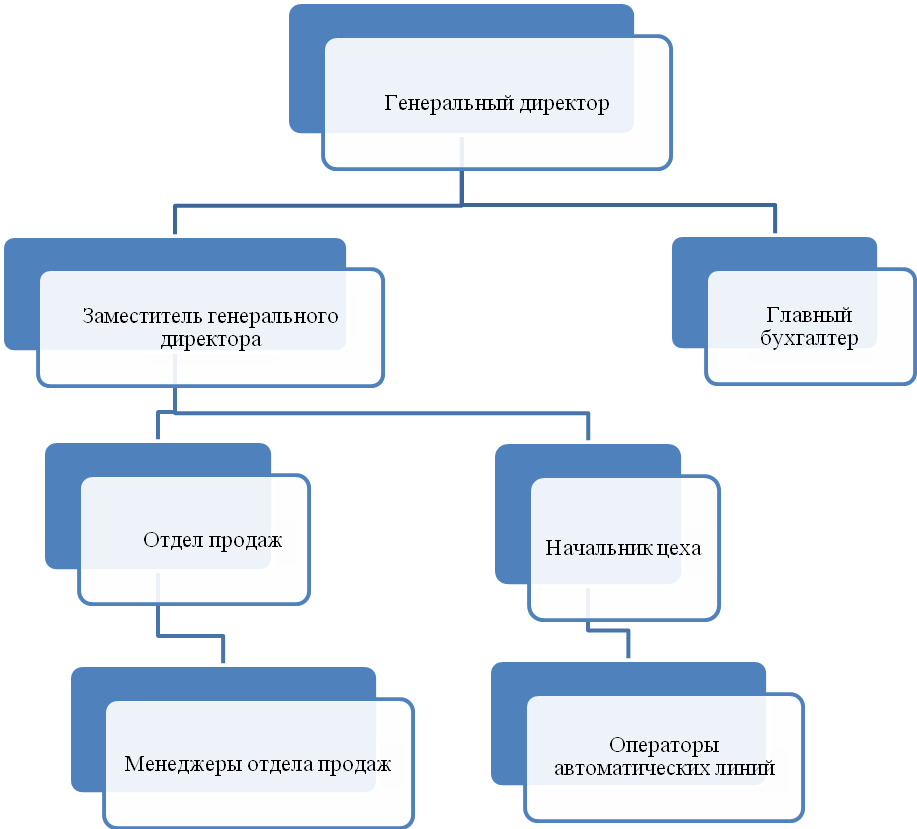 Генеральный директор
Заместитель генерального
директора
Главный
бухгалтер
Отдел продаж
Начальник цеха
Менеджеры отдела продаж
Операторы
автоматических линий